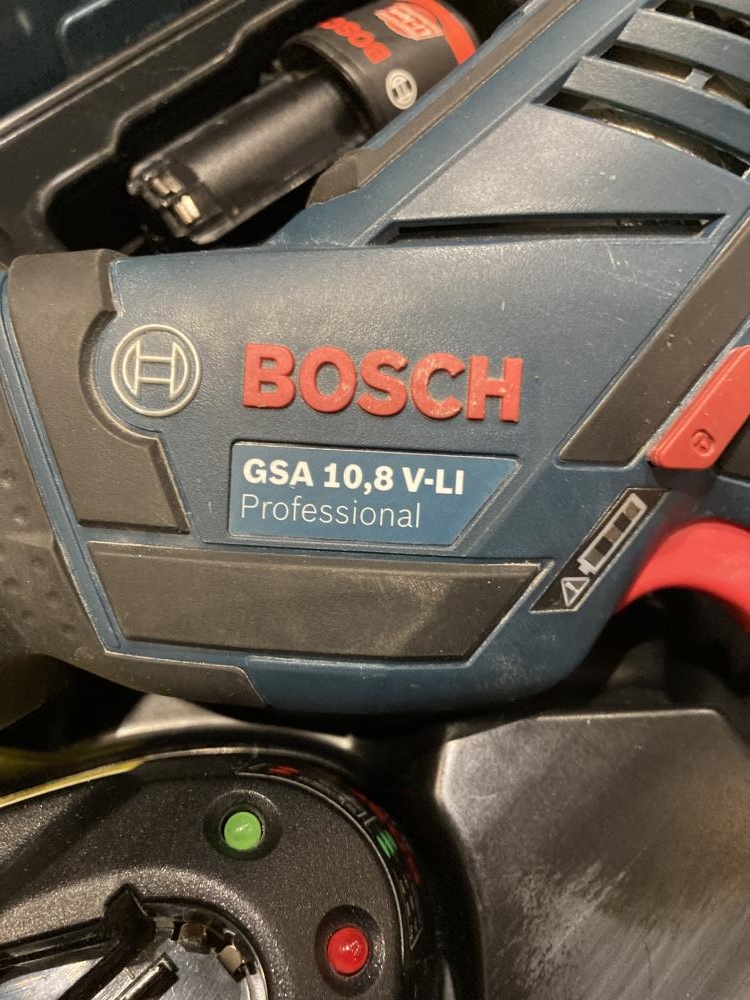 BOSCH
BOSCH
GSA 10,8 V-LI
Professional